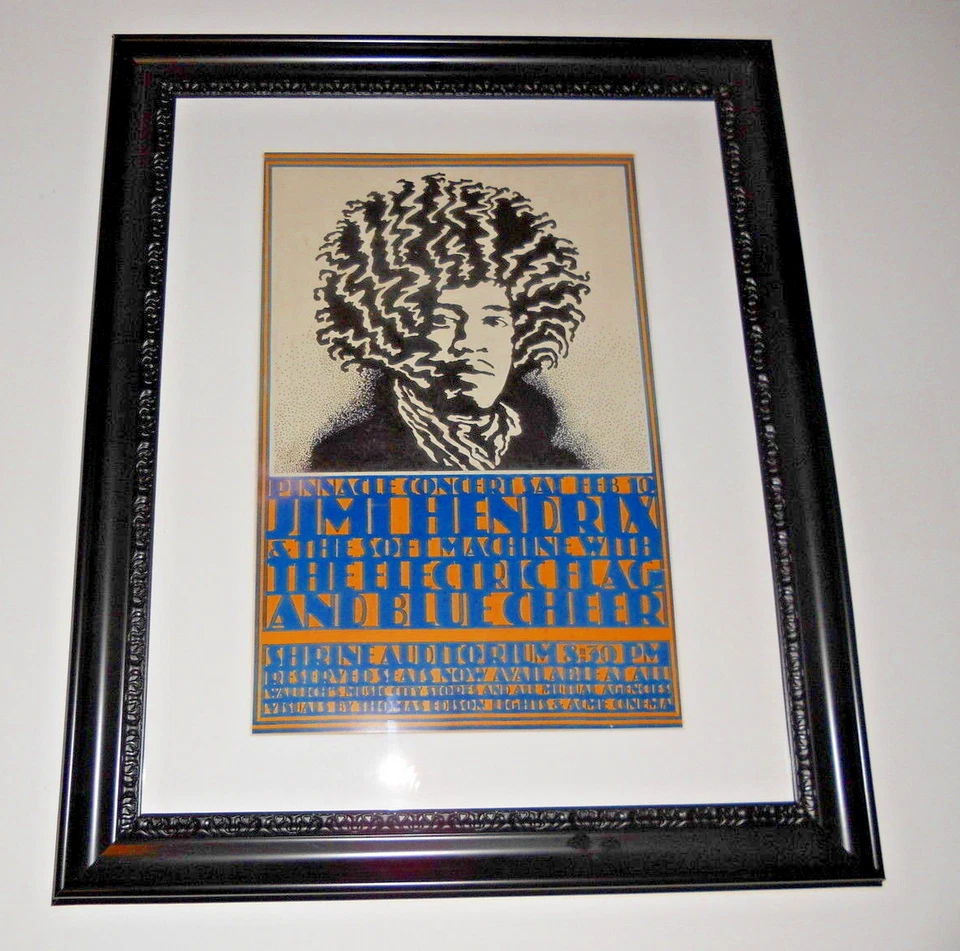 PINNACLE CONCERT SAT FEB 10
JIMI HENDRIX
& THE SOFT MACHINE WITH
THE ELECTRIC FLAG
AND BLUE CHEER
SHRINE AUDITORIUM 8:30 PM
RESERVED SEATS NOW AVAILABLE AT ALL
WALLICH'S MUSIC CITY STORES AND ALL MUTUAL AGENCIES
VISUALS BY THOMAS EDISON LIGHTS & ACME CINEMA